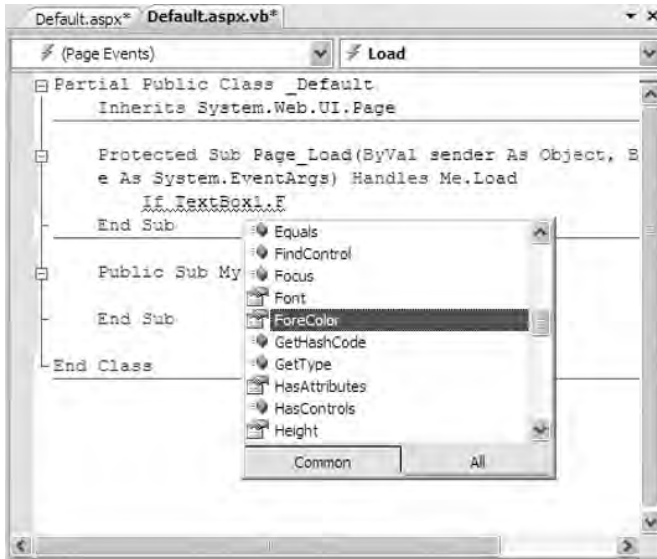 Default.aspx* Default.aspx.vb*
(Page Events) Load
Partial Public Class _Default
Inherits System.Web.UI.Page
Protected Sub Page_Load(ByVal sender As Object,
e As System.EventArgs) Handles Me.Load
If TextBox1.F
End Sub
Public Sub My
End Sub
End Class
Equals
FindControl
Focus
Font
ForeColor
GetHashCode
GetType
HasAttributes
HasControls
Height
Common All